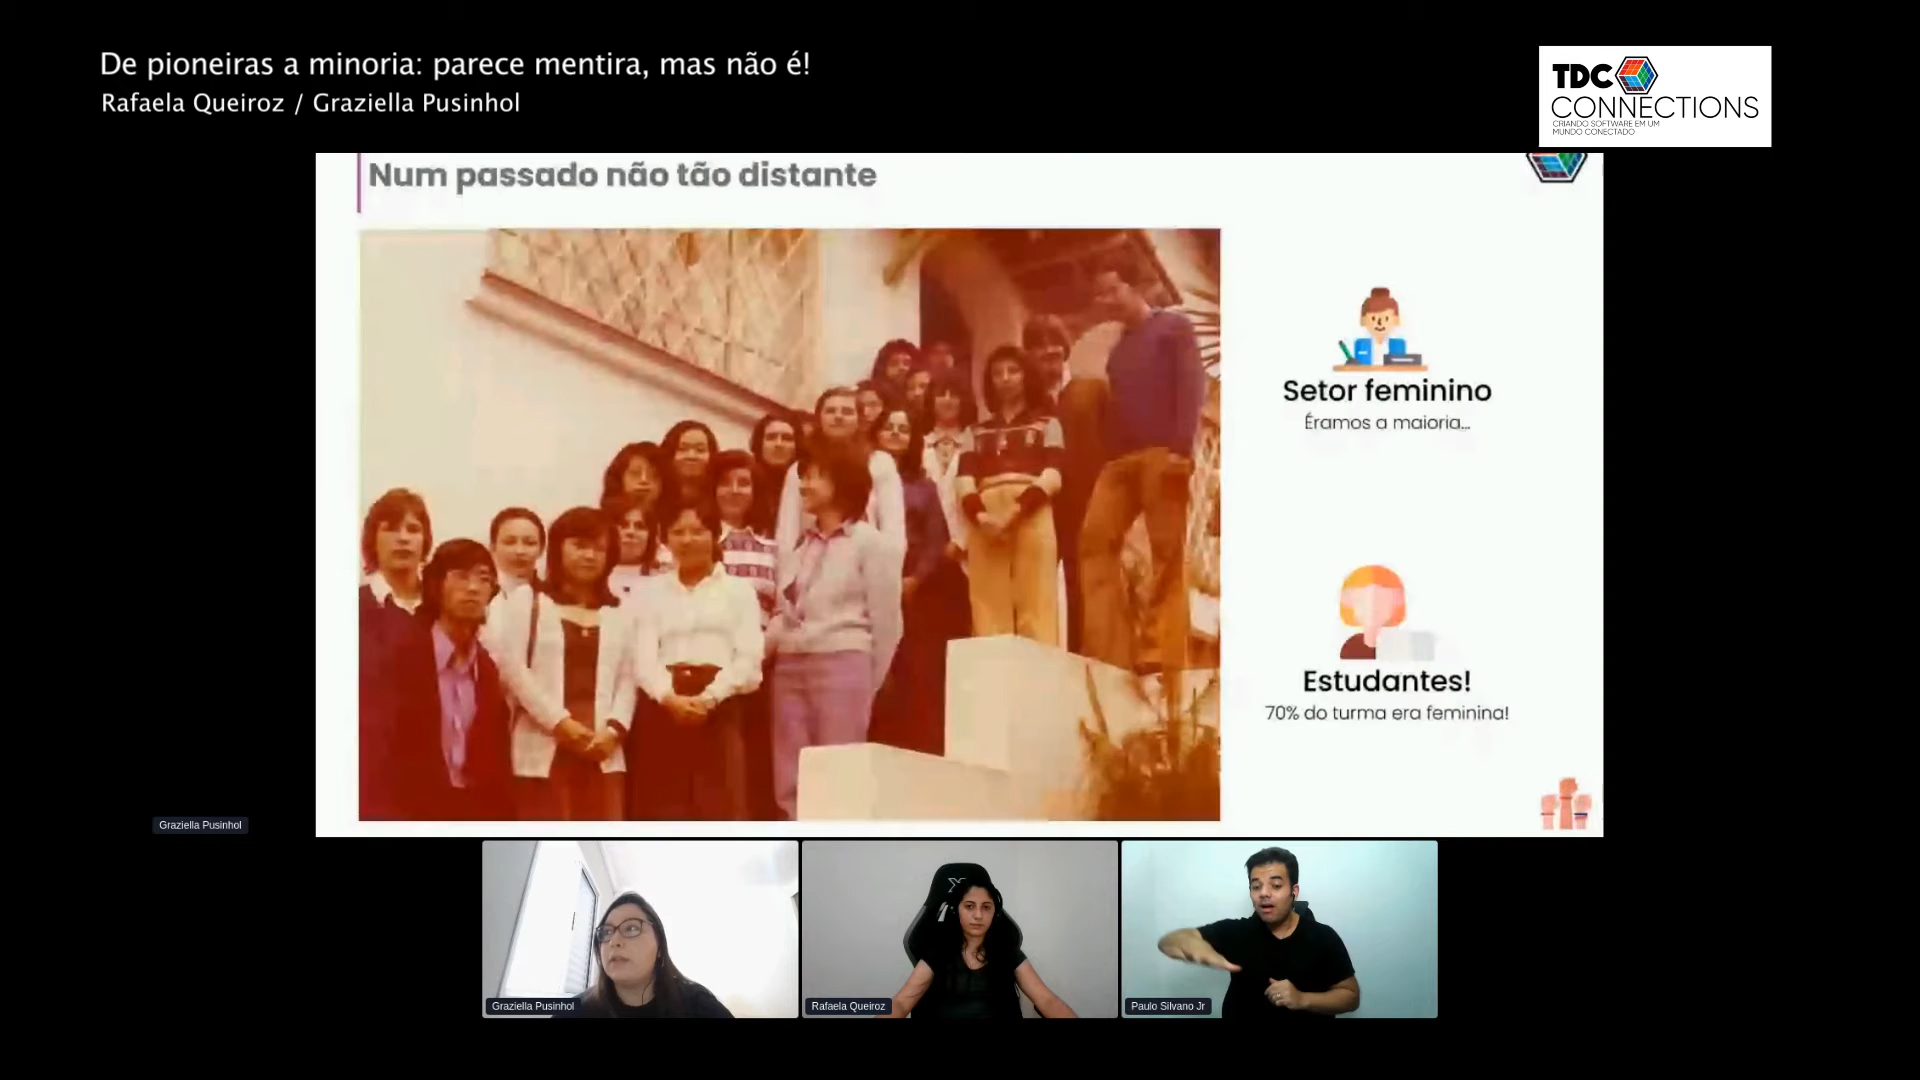 De pioneiras a minoria: parece mentira, mas não é!
Rafaela Queiroz / Graziella Pusinhol
TDC
CONNECTIONS
CRIANDO SOFTWARE EM UM
MUNDO CONECTADO
Num passado não tão distante
Setor feminino
Éramos a maioria...
Estudantes!
70% do turma era feminina!
Graziella Pusinhol
Graziella Pusinhol
Rafaela Queiroz
Paulo Silvano Jr